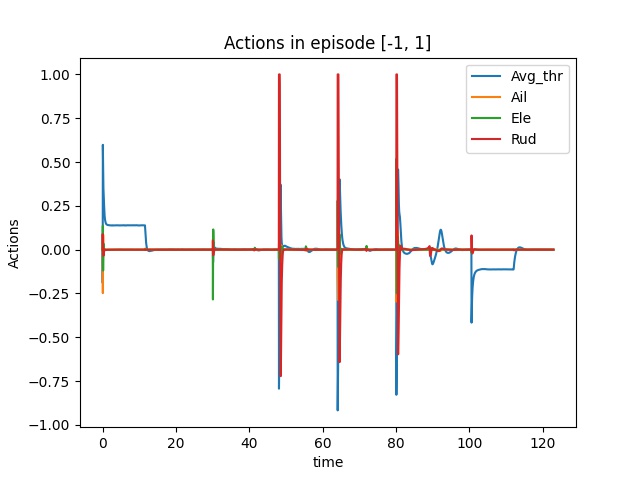 Actions in episode [-1, 1]
Avg_thr
Ail
Ele
Rud
1.00
0.75
0.50
0.25
0.00
−0.25
−0.50
−0.75
−1.00
Actions
0 20 40 60 80 100 120
time